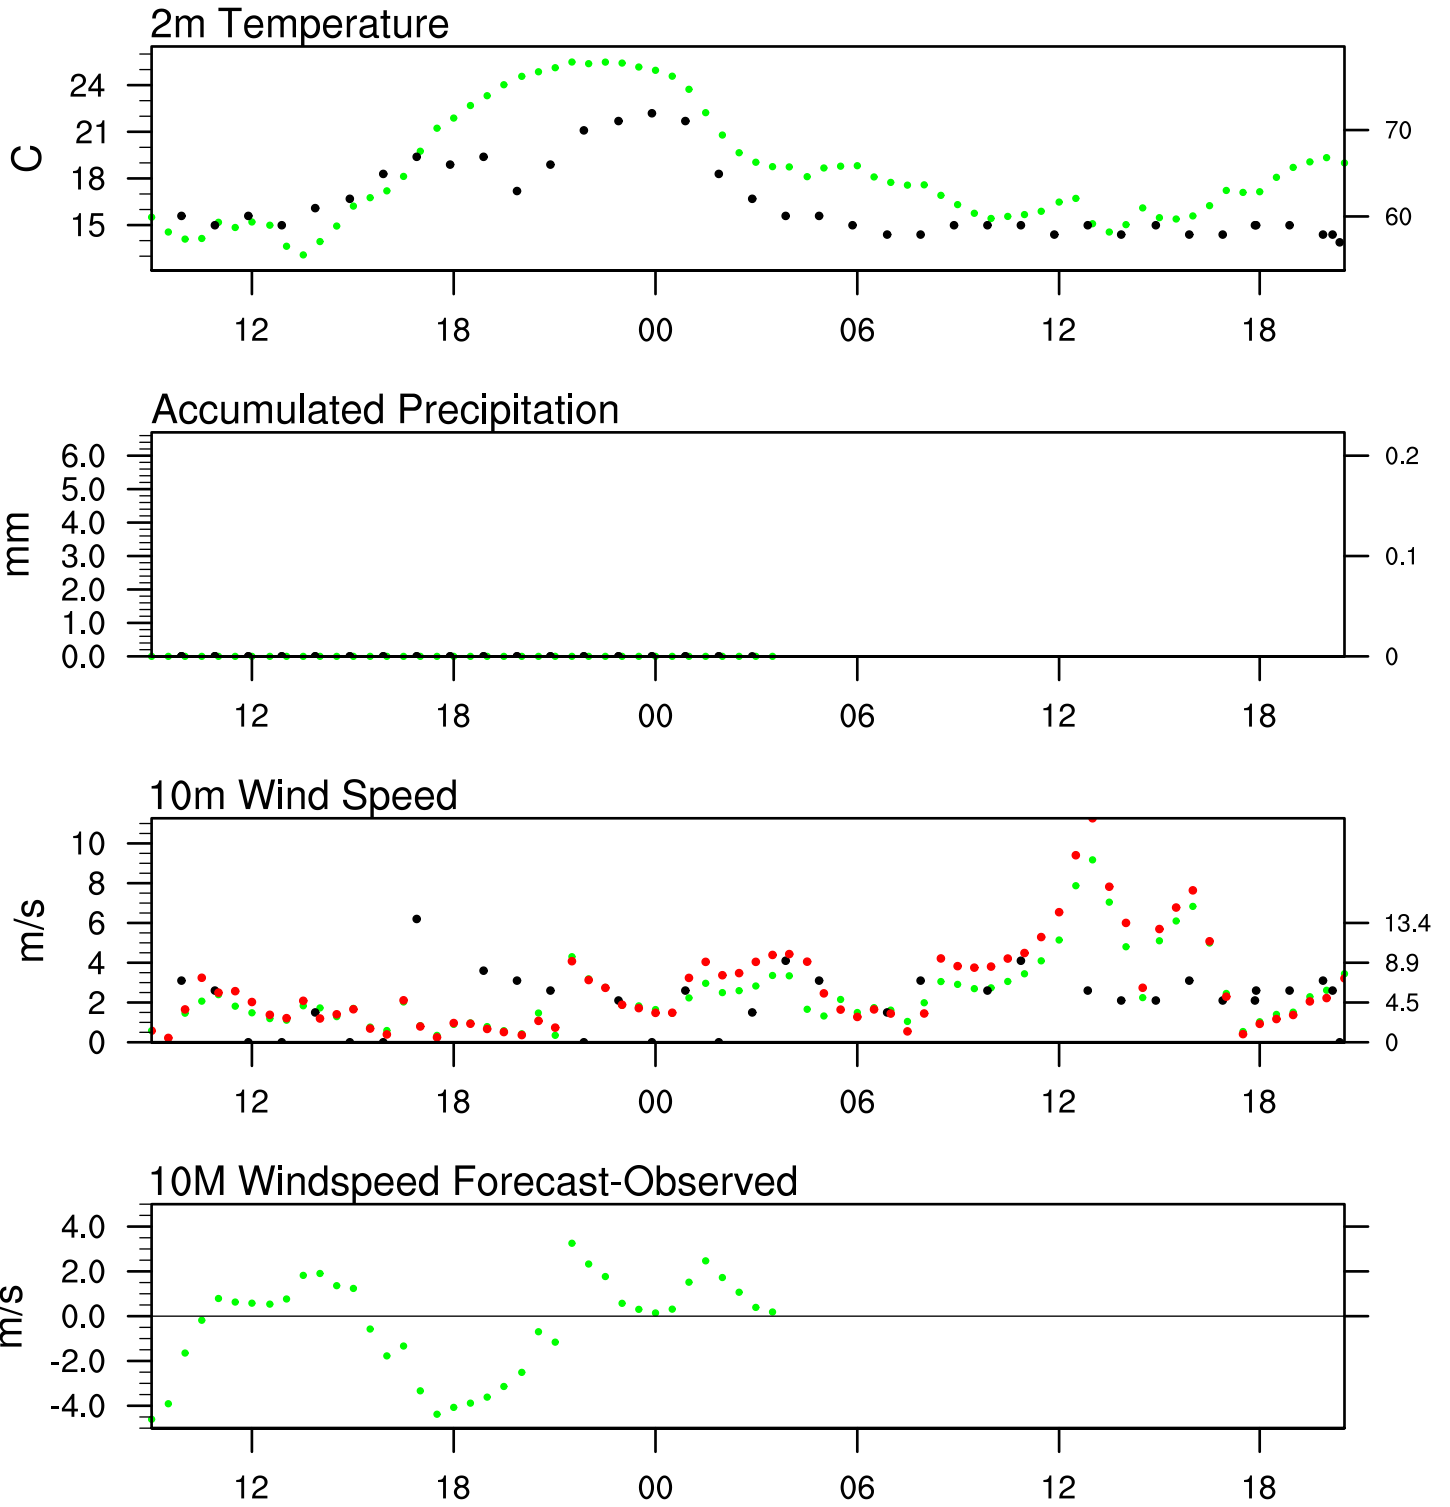 2m Temperature
C
24
21
18
15
70
60
12 18 00 06 12 18
Accumulated Precipitation
mm
6.0
5.0
4.0
3.0
2.0
1.0
0.0
0.2
0.1
0
12 18 00 06 12 18
10m Wind Speed
m/s
10
8
6
4
2
0
13.4
8.9
4.5
0
12 18 00 06 12 18
10M Windspeed Forecast-Observed
m/s
4.0
2.0
0.0
-2.0
-4.0
12 18 00 06 12 18